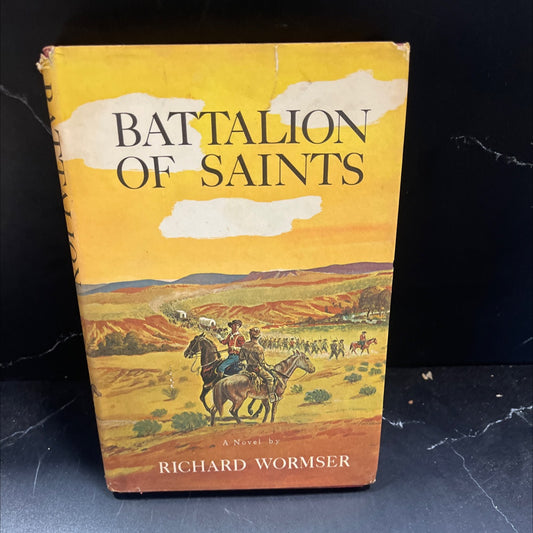 BATTALION
OF SAINTS
A Novel by
RICHARD WORMSER